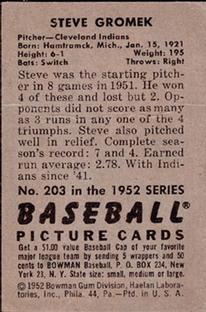 STEVE GROMEK
Pitcher—Cleveland Indians
Born: Hamtramck, Mich., Jan. 15, 1921
Height: 6-1 Weight: 195
Bats: Switch Throws: Right
Steve was the starting pitch-
er in 8 games in 1951. He won
4 of these and lost but 2. Op-
ponents did not score as many
as 3 runs in any one of the 4
triumphs. Steve also pitched
well in relief. Complete sea-
son's record: 7 and 4. Earned
run average: 2.78. With Indi-
ans since '41.
No. 203 in the 1952 SERIES
BASEBALL®
PICTURE CARDS
Get a $1.00 value Baseball Cap of your favorite
major league team by sending 5 wrappers and 50
cents to BOWMAN Baseball, P. O. BOX 234, New
York 23, N. Y. State size: small, medium or large.
©1952 Bowman Gum Division, Haelan Labora-
tories, Inc., Phila. 44, Pa.—Prtd. in U. S. A.